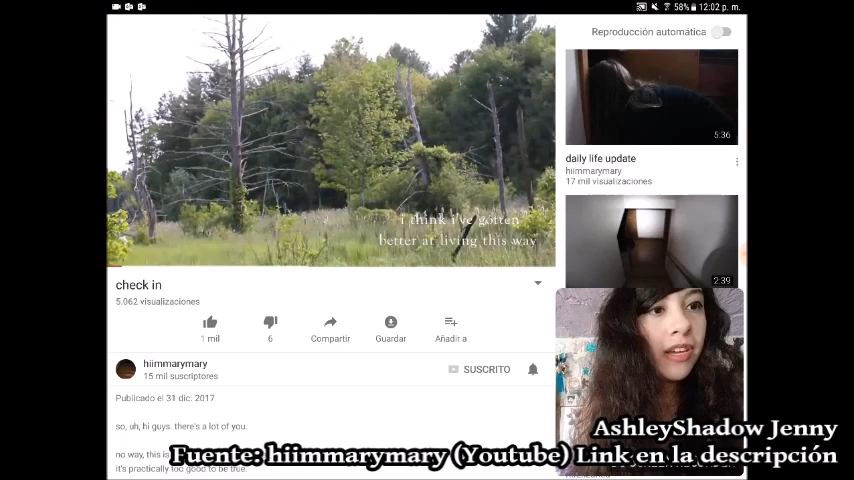 58% 12:02 p. m.
Reproducción automática
5:36
daily life update
hiimmarymary
17 mil visualizaciones
2:39
i think i've gotten
better at living this way
check in
5.062 visualizaciones
1 mil
6
Compartir
Guardar
Añadir a
hiimmarymary
15 mil suscriptores
SUSCRITO
Publicado el 31 dic. 2017
so, uh, hi guys. there's a lot of you.
no way, this is
it's practically too good to be true.
AshleyShadow Jenny
Fuente: hiimmarymary (Youtube) Link en la descripción